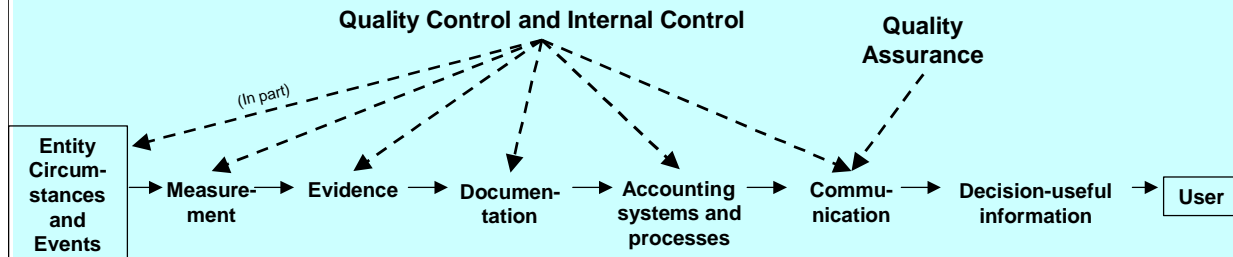 Quality Control and Internal Control
Quality
Assurance
(In part)
Entity
Circum-
stances
and
Events
Measure-
ment
Evidence
Documen-
tation
Accounting
systems and
processes
Commu-
nication
Decision-useful
information
User